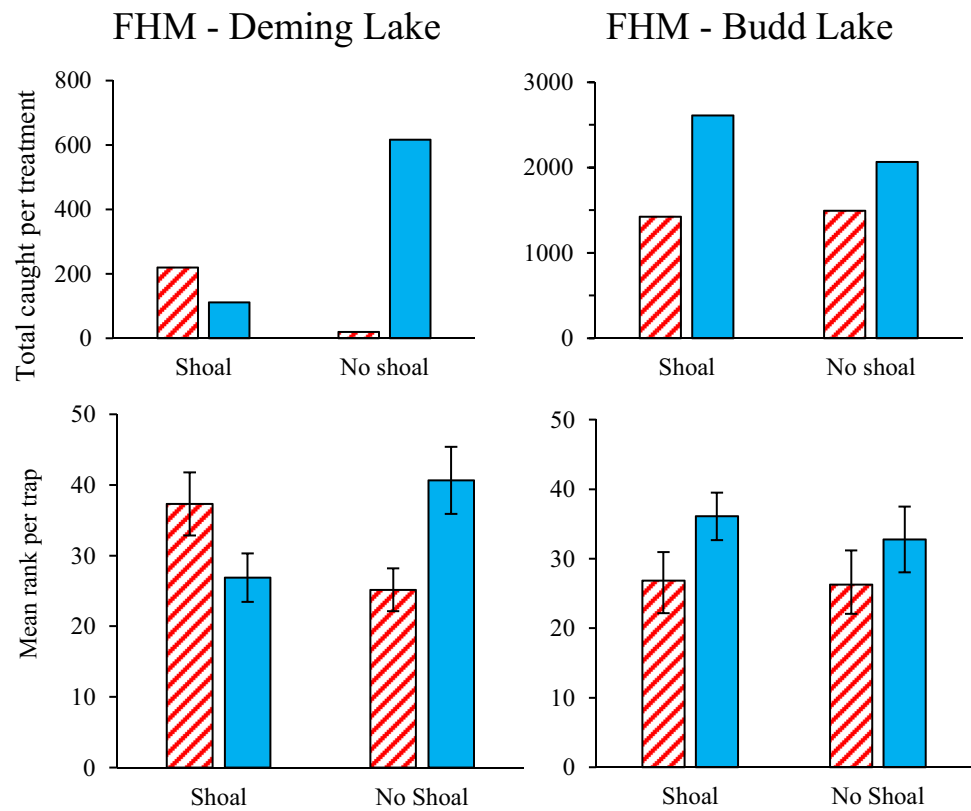 FHM - Deming Lake
FHM - Budd Lake
Total caught per treatment
800
600
400
200
0
Shoal
No shoal
3000
2000
1000
0
Shoal
No shoal
Mean rank per trap
50
40
30
20
10
0
Shoal
No Shoal
50
40
30
20
10
0
Shoal
No Shoal